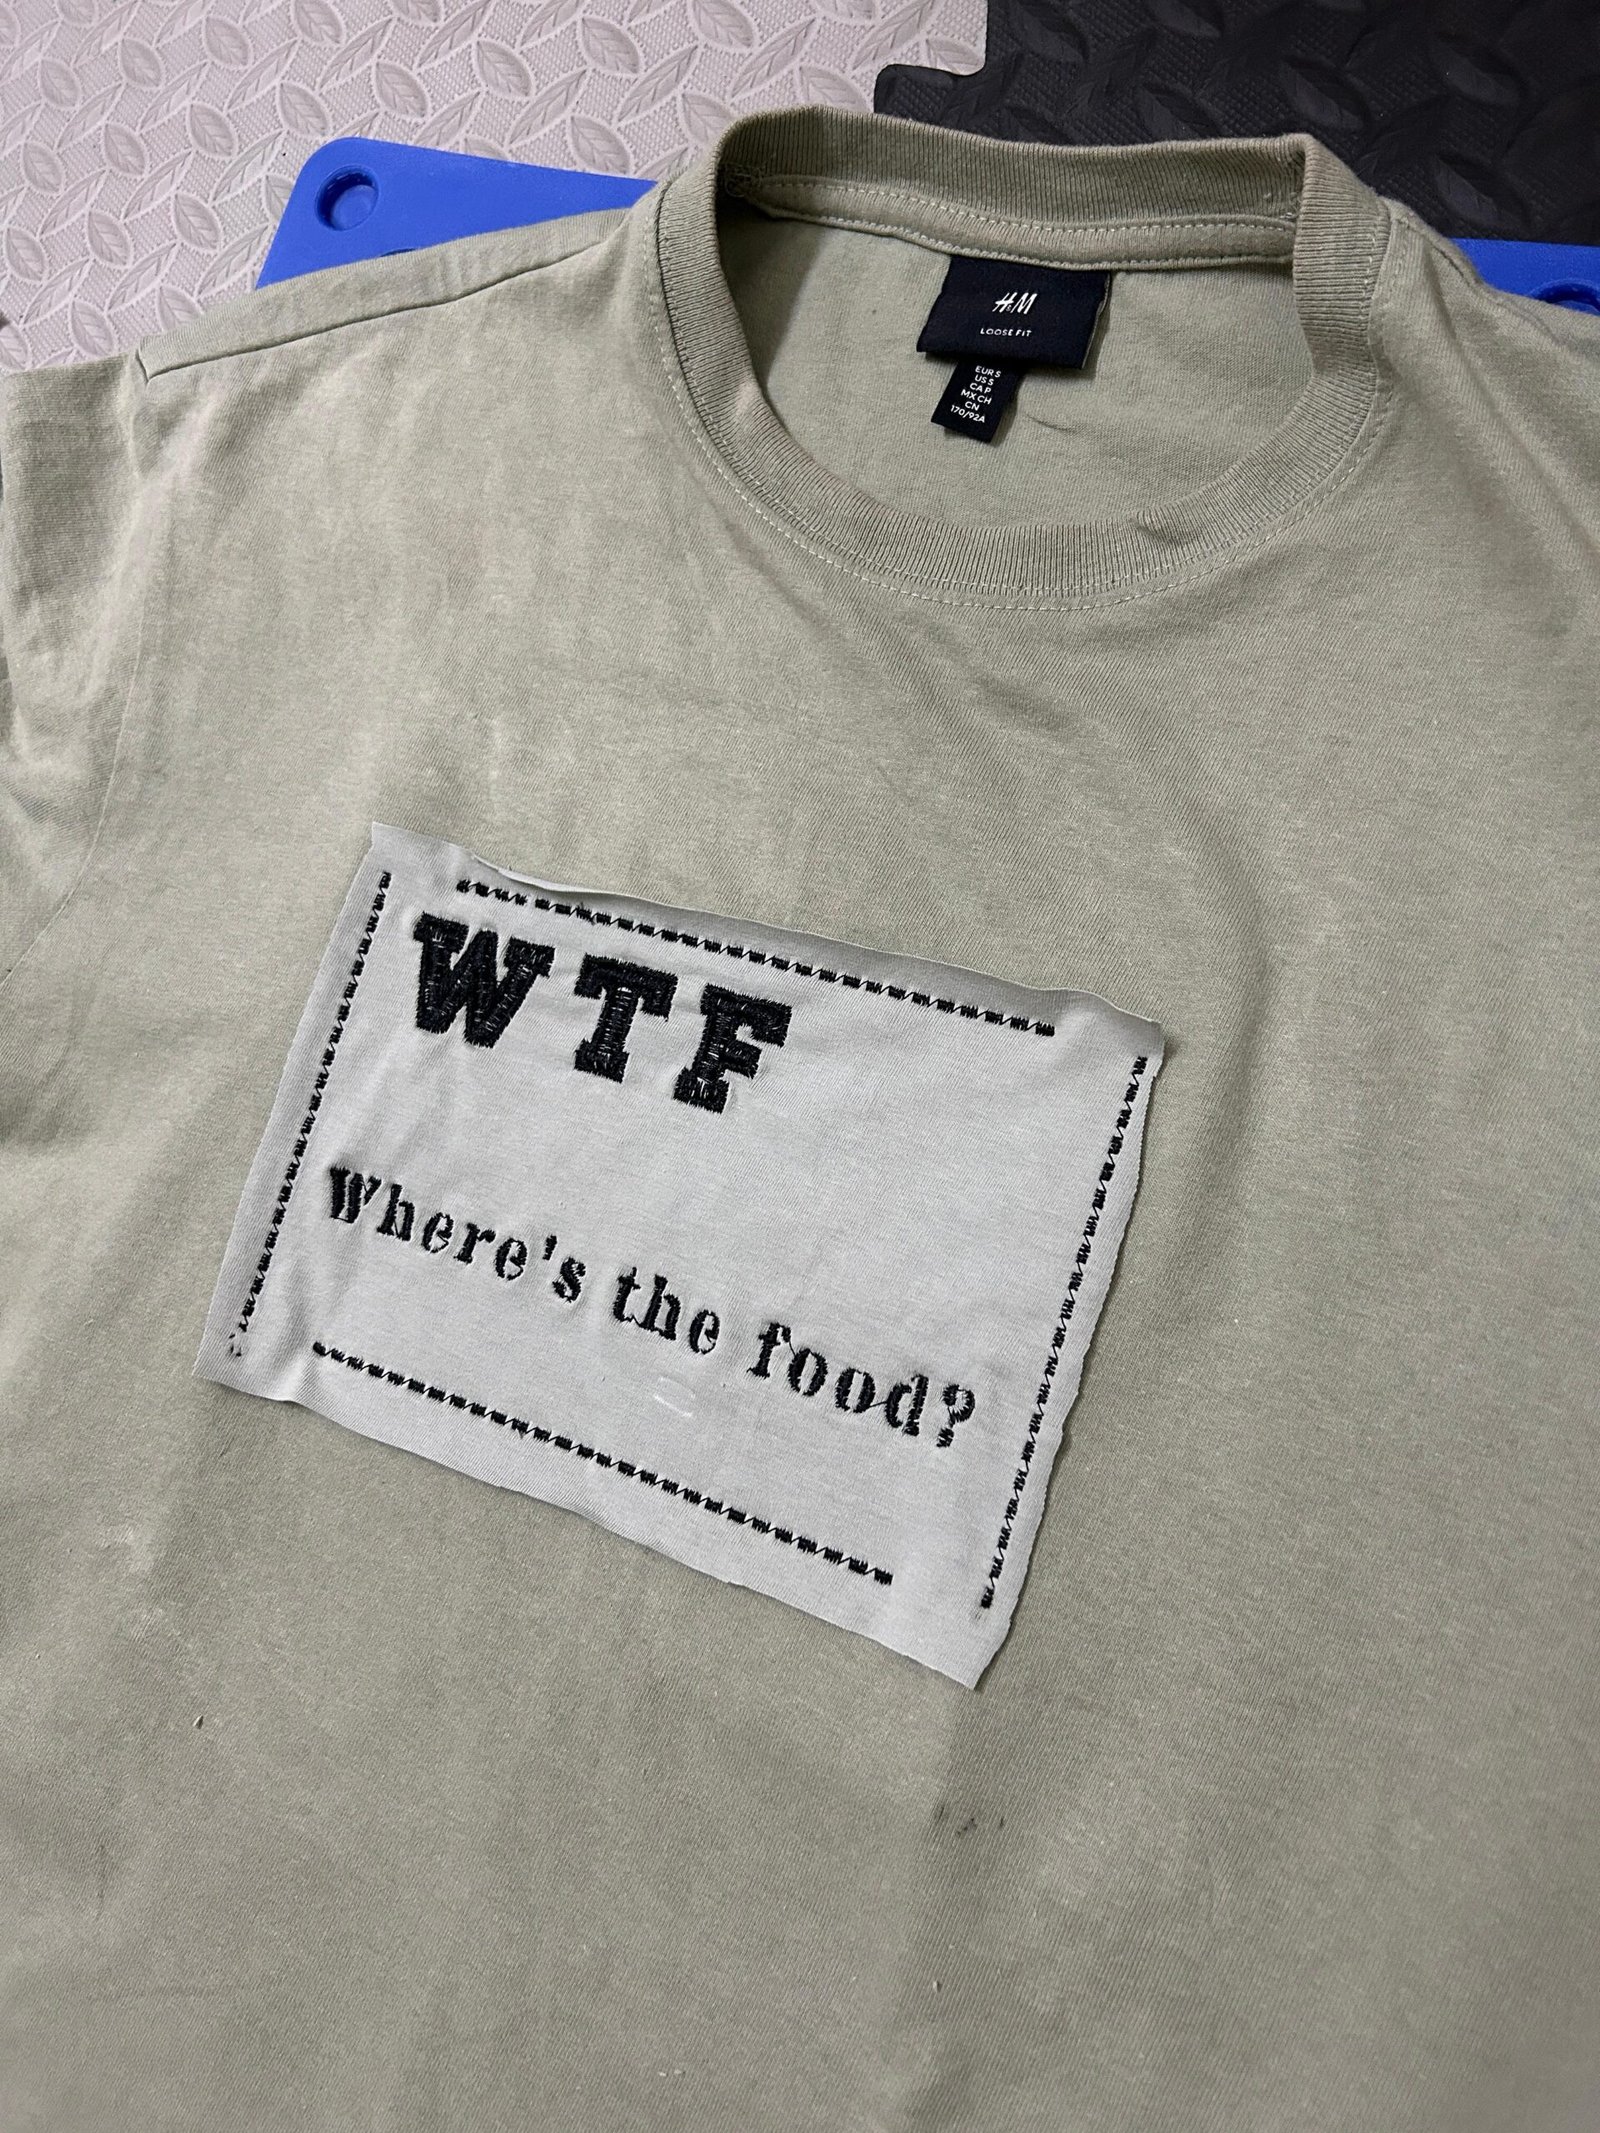 H&M
LOOSE FIT
EUR S
US S
CA P
MX CH
CN
170/92A
WTF
Where's the food?